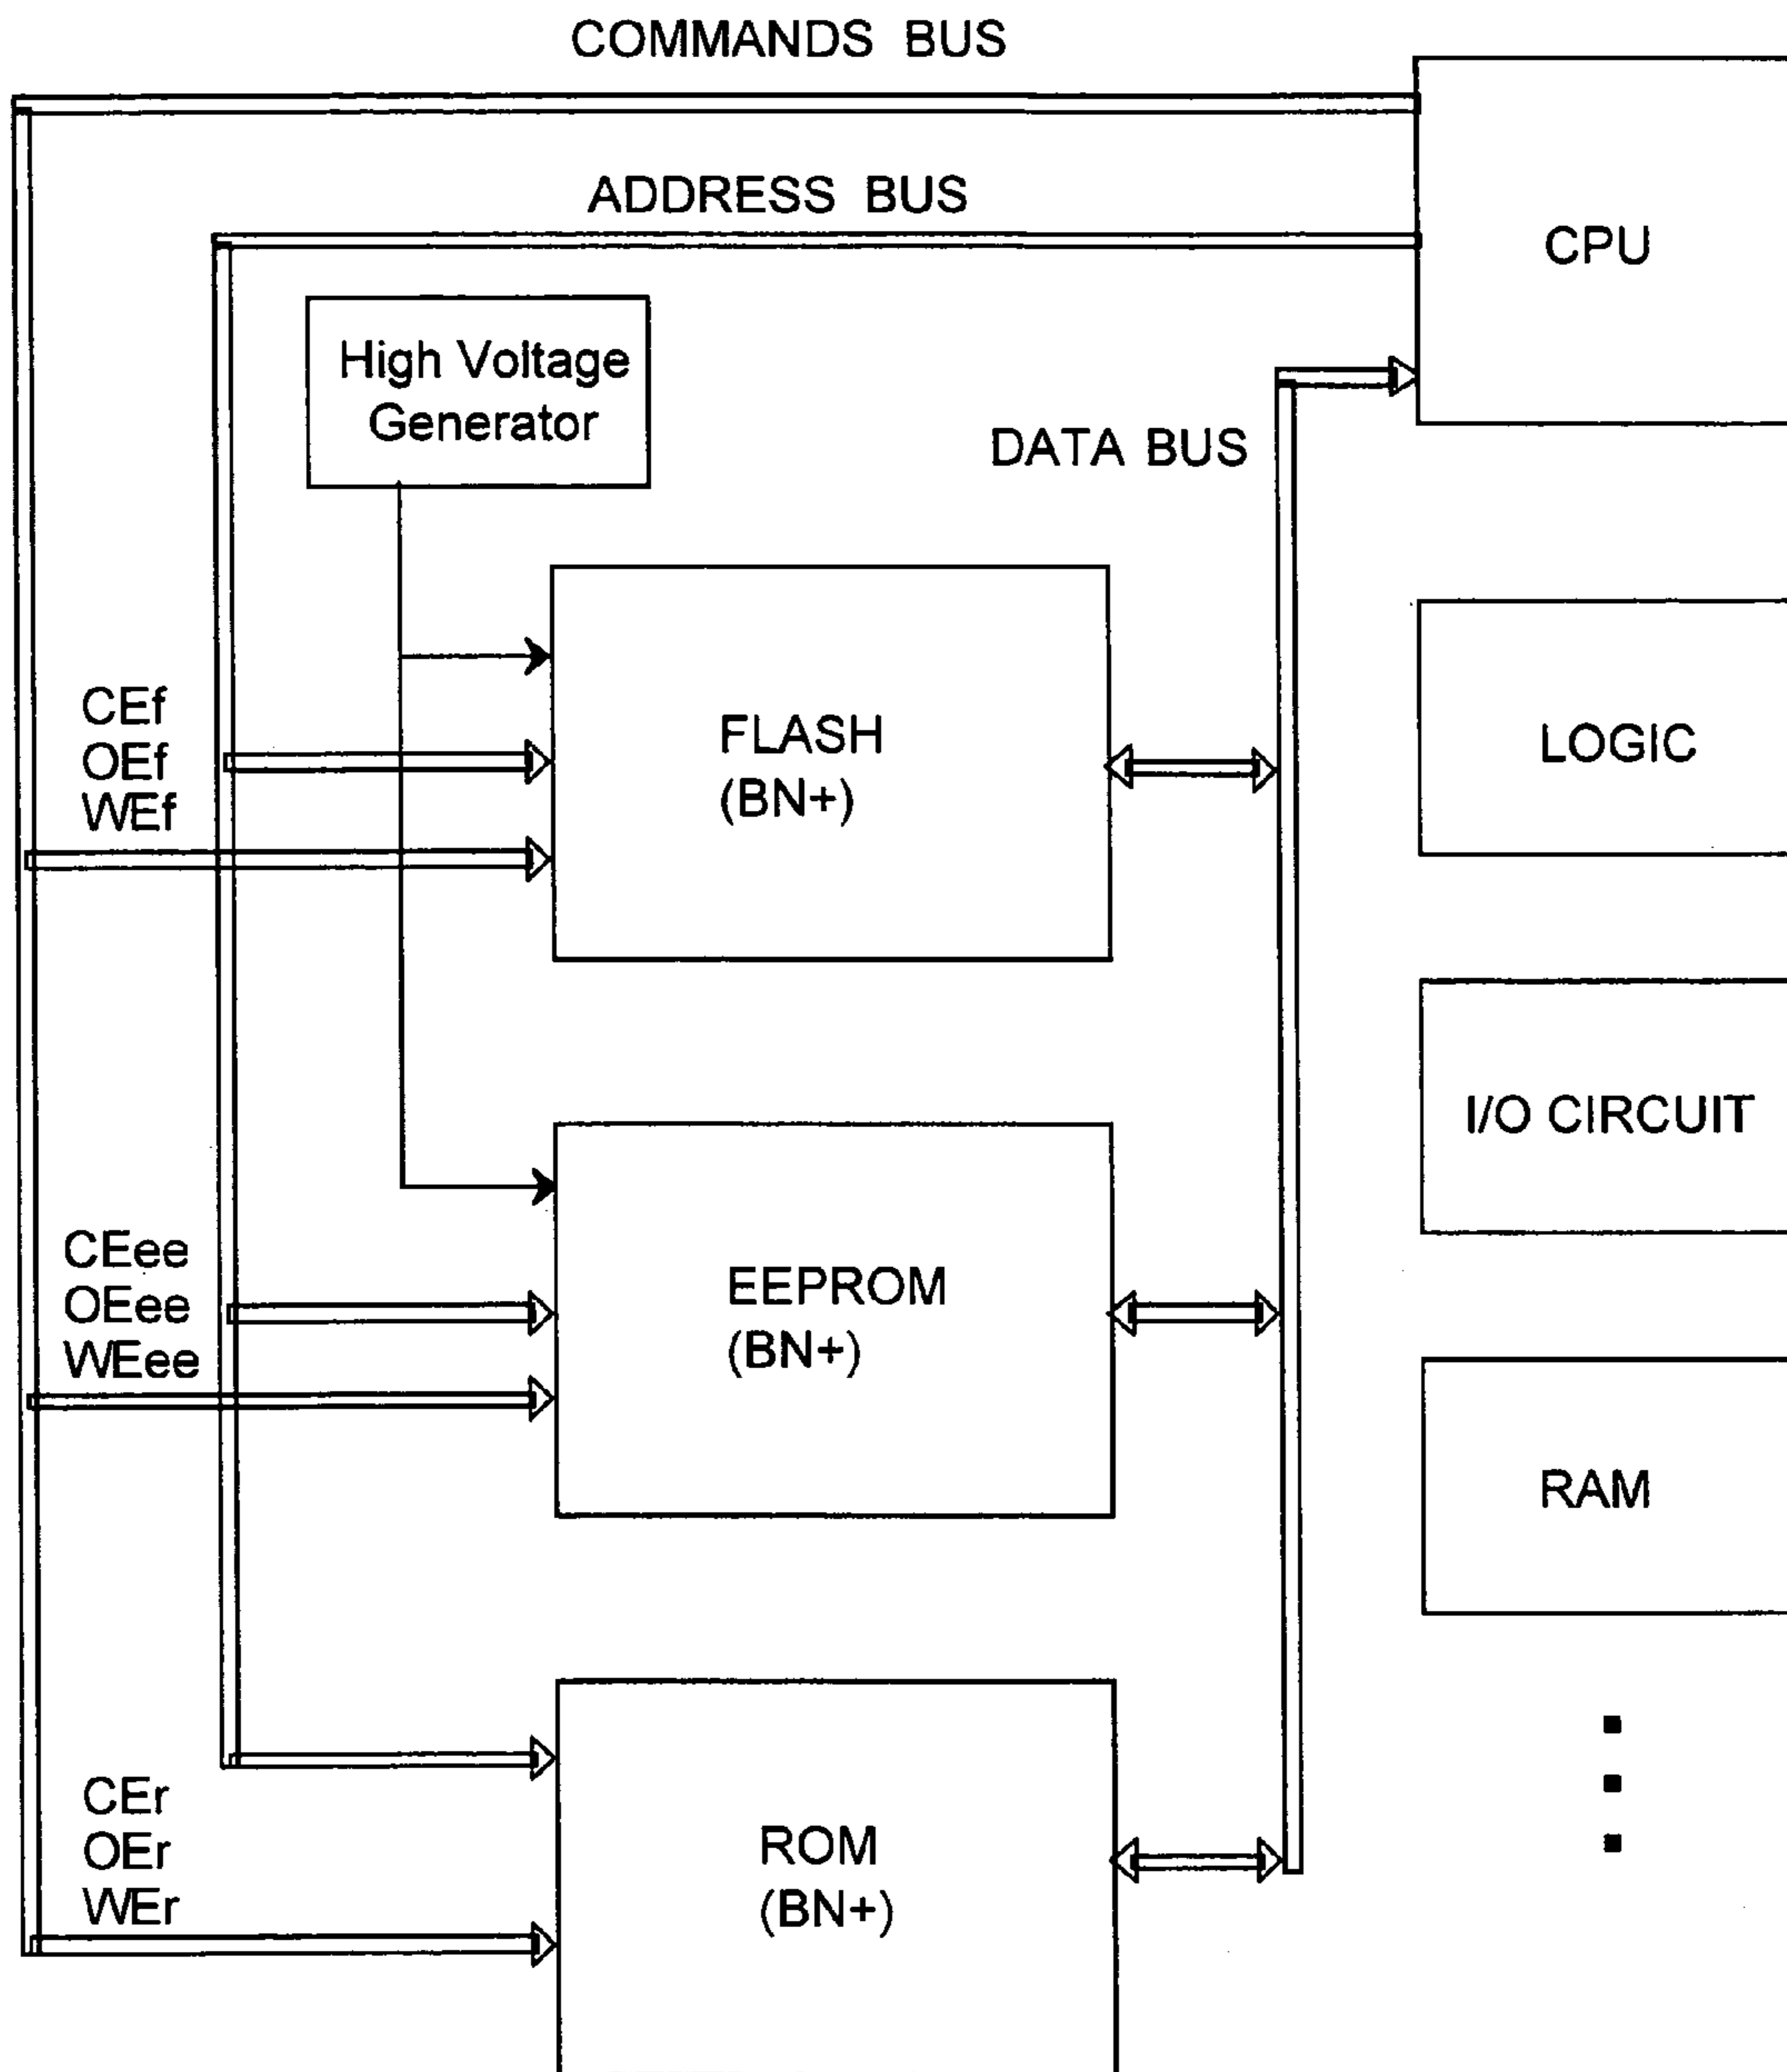 COMMANDS BUS
ADDRESS BUS
CPU
High Voltage
Generator
DATA BUS
CEf
OEf
WEf
FLASH
(BN+)
LOGIC
I/O CIRCUIT
CEee
OEee
WEee
EEPROM
(BN+)
RAM
CEr
OEr
WEr
ROM
(BN+)